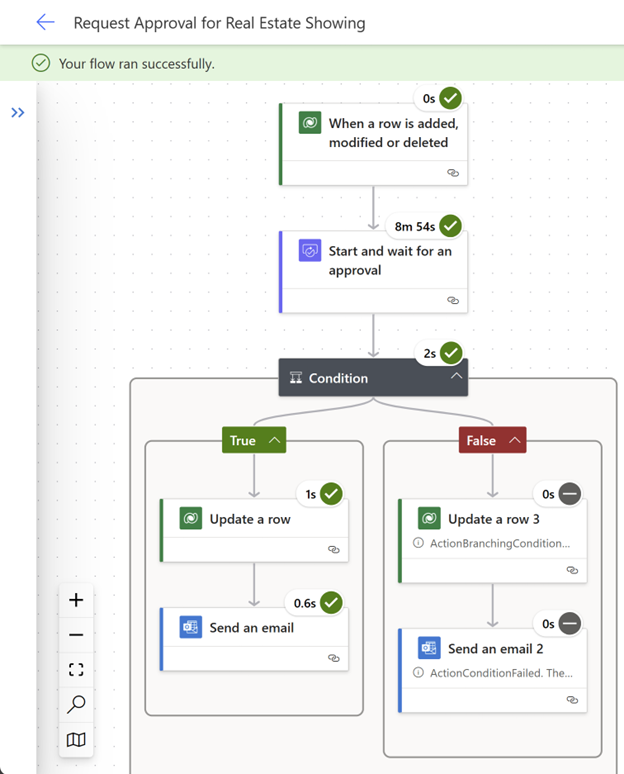 Request Approval for Real Estate Showing
Your flow ran successfully.
0s
When a row is added,
modified or deleted
8m 54s
Start and wait for an
approval
2s
Condition
True
False
1s
Update a row
0s
Update a row 3
ActionBranchingCondition...
0.6s
Send an email
0s
Send an email 2
ActionConditionFailed. The...